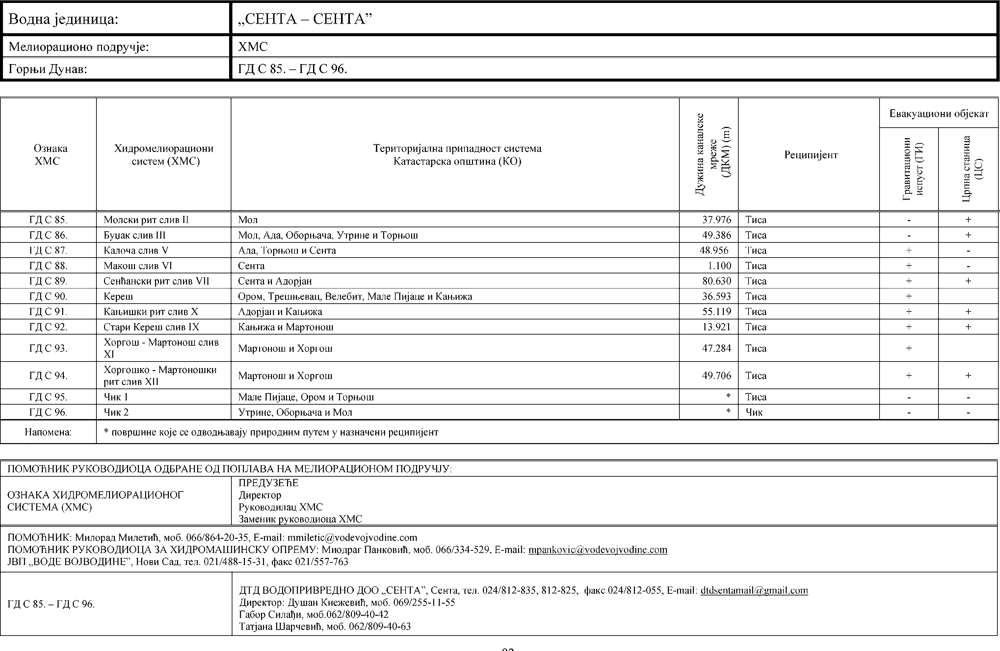 Водна јединица: „СЕНТА – СЕНТА”
Мелиорационо подручје: ХМС
Горњи Дунав: ГД С 85. – ГД С 96.
Ознака ХМС
Хидромелиорациони систем (ХМС)
Територијална припадност система
Катастарска општина (КО)
Дужина каналске мреже (ДКМ) (m)
Реципијент
Евакуациони објекат
Гравитациони испуст (ГИ)
Црпна станица (ЦС)
ГД С 85. Молски рит слив II Мол 37.976 Тиса - +
ГД С 86. Буџак слив III Мол, Ада, Оборњача, Утрине и Торњош 49.386 Тиса - +
ГД С 87. Калоча слив V Ада, Торњош и Сента 48.956 Тиса + -
ГД С 88. Макош слив VI Сента 1.100 Тиса + -
ГД С 89. Сенћански рит слив VII Сента и Адорјан 80.630 Тиса + +
ГД С 90. Кереш Ором, Трешњевац, Велебит, Мале Пијаце и Кањижа 36.593 Тиса +
ГД С 91. Кањишки рит слив X Адорјан и Кањижа 55.119 Тиса + +
ГД С 92. Стари Кереш слив IX Кањижа и Мартонош 13.921 Тиса + +
ГД С 93. Хоргош - Мартонош слив XI Мартонош и Хоргош 47.284 Тиса +
ГД С 94. Хоргошко - Мартоношки рит слив XII Мартонош и Хоргош 49.706 Тиса + +
ГД С 95. Чик 1 Мале Пијаце, Ором и Торњош * Тиса - -
ГД С 96. Чик 2 Утрине, Оборњача и Мол * Чик - -
Напомена: * површине које се одводњавају природним путем у назначени реципијент
ПОМОЋНИК РУКОВОДИОЦА ОДБРАНЕ ОД ПОПЛАВА НА МЕЛИОРАЦИОНОМ ПОДРУЧЈУ:
ОЗНАКА ХИДРОМЕЛИОРАЦИОНОГ
СИСТЕМА (ХМС)
ПРЕДУЗЕЋЕ
Директор
Руководилац ХМС
Заменик руководиоца ХМС
ПОМОЋНИК: Милорад Милетић, моб. 066/864-20-35, E-mail: mmiletic@vodevojvodine.com
ПОМОЋНИК РУКОВОДИОЦА ЗА ХИДРОМАШИНСКУ ОПРЕМУ: Миодраг Панковић, моб. 066/334-529, E-mail: mpankovic@vodevojvodine.com
ЈВП „ВОДЕ ВОЈВОДИНЕ”, Нови Сад, тел. 021/488-15-31, факс 021/557-763
ГД С 85. – ГД С 96.
ДТД ВОДОПРИВРЕДНО ДОО „СЕНТА”, Сента, тел. 024/812-835, 812-825, факс 024/812-055, E-mail: dtdsentamail@gmail.com
Директор: Душан Кнежевић, моб. 069/255-11-55
Габор Силађи, моб.062/809-40-42
Татјана Шарчевић, моб. 062/809-40-63